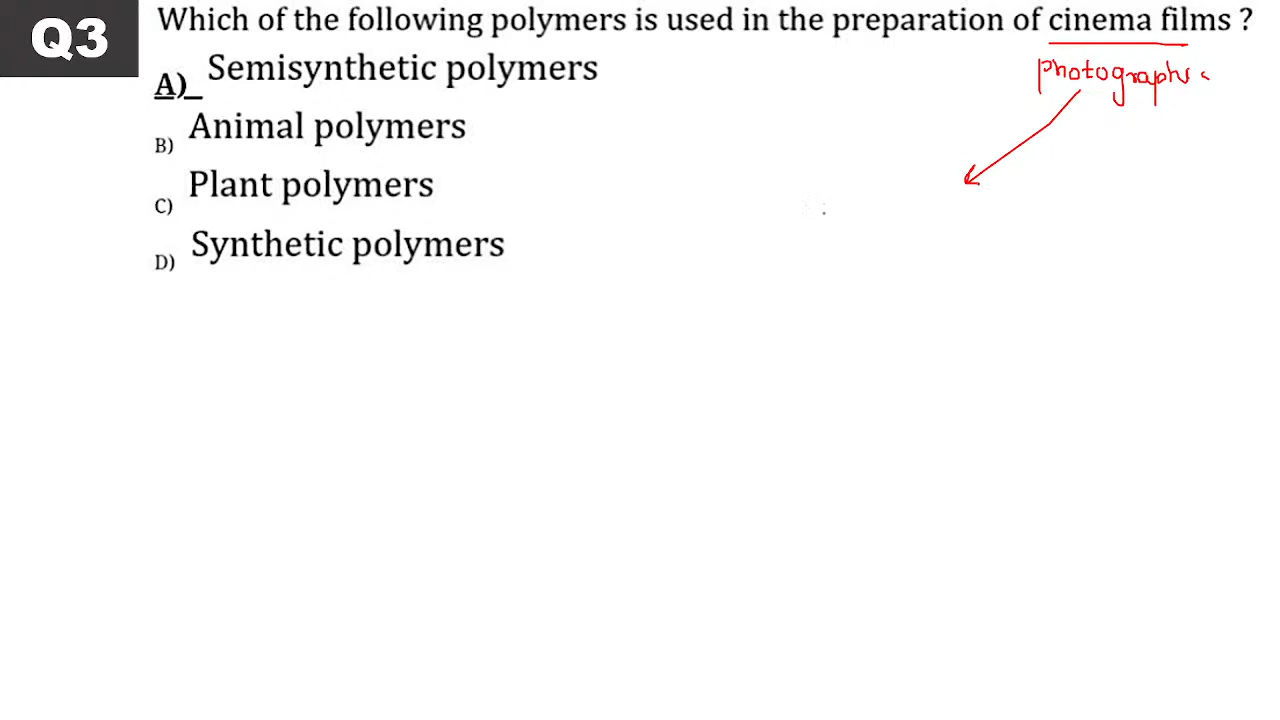 Q3
Which of the following polymers is used in the preparation of cinema films ?
A) Semisynthetic polymers
B) Animal polymers
C) Plant polymers
D) Synthetic polymers